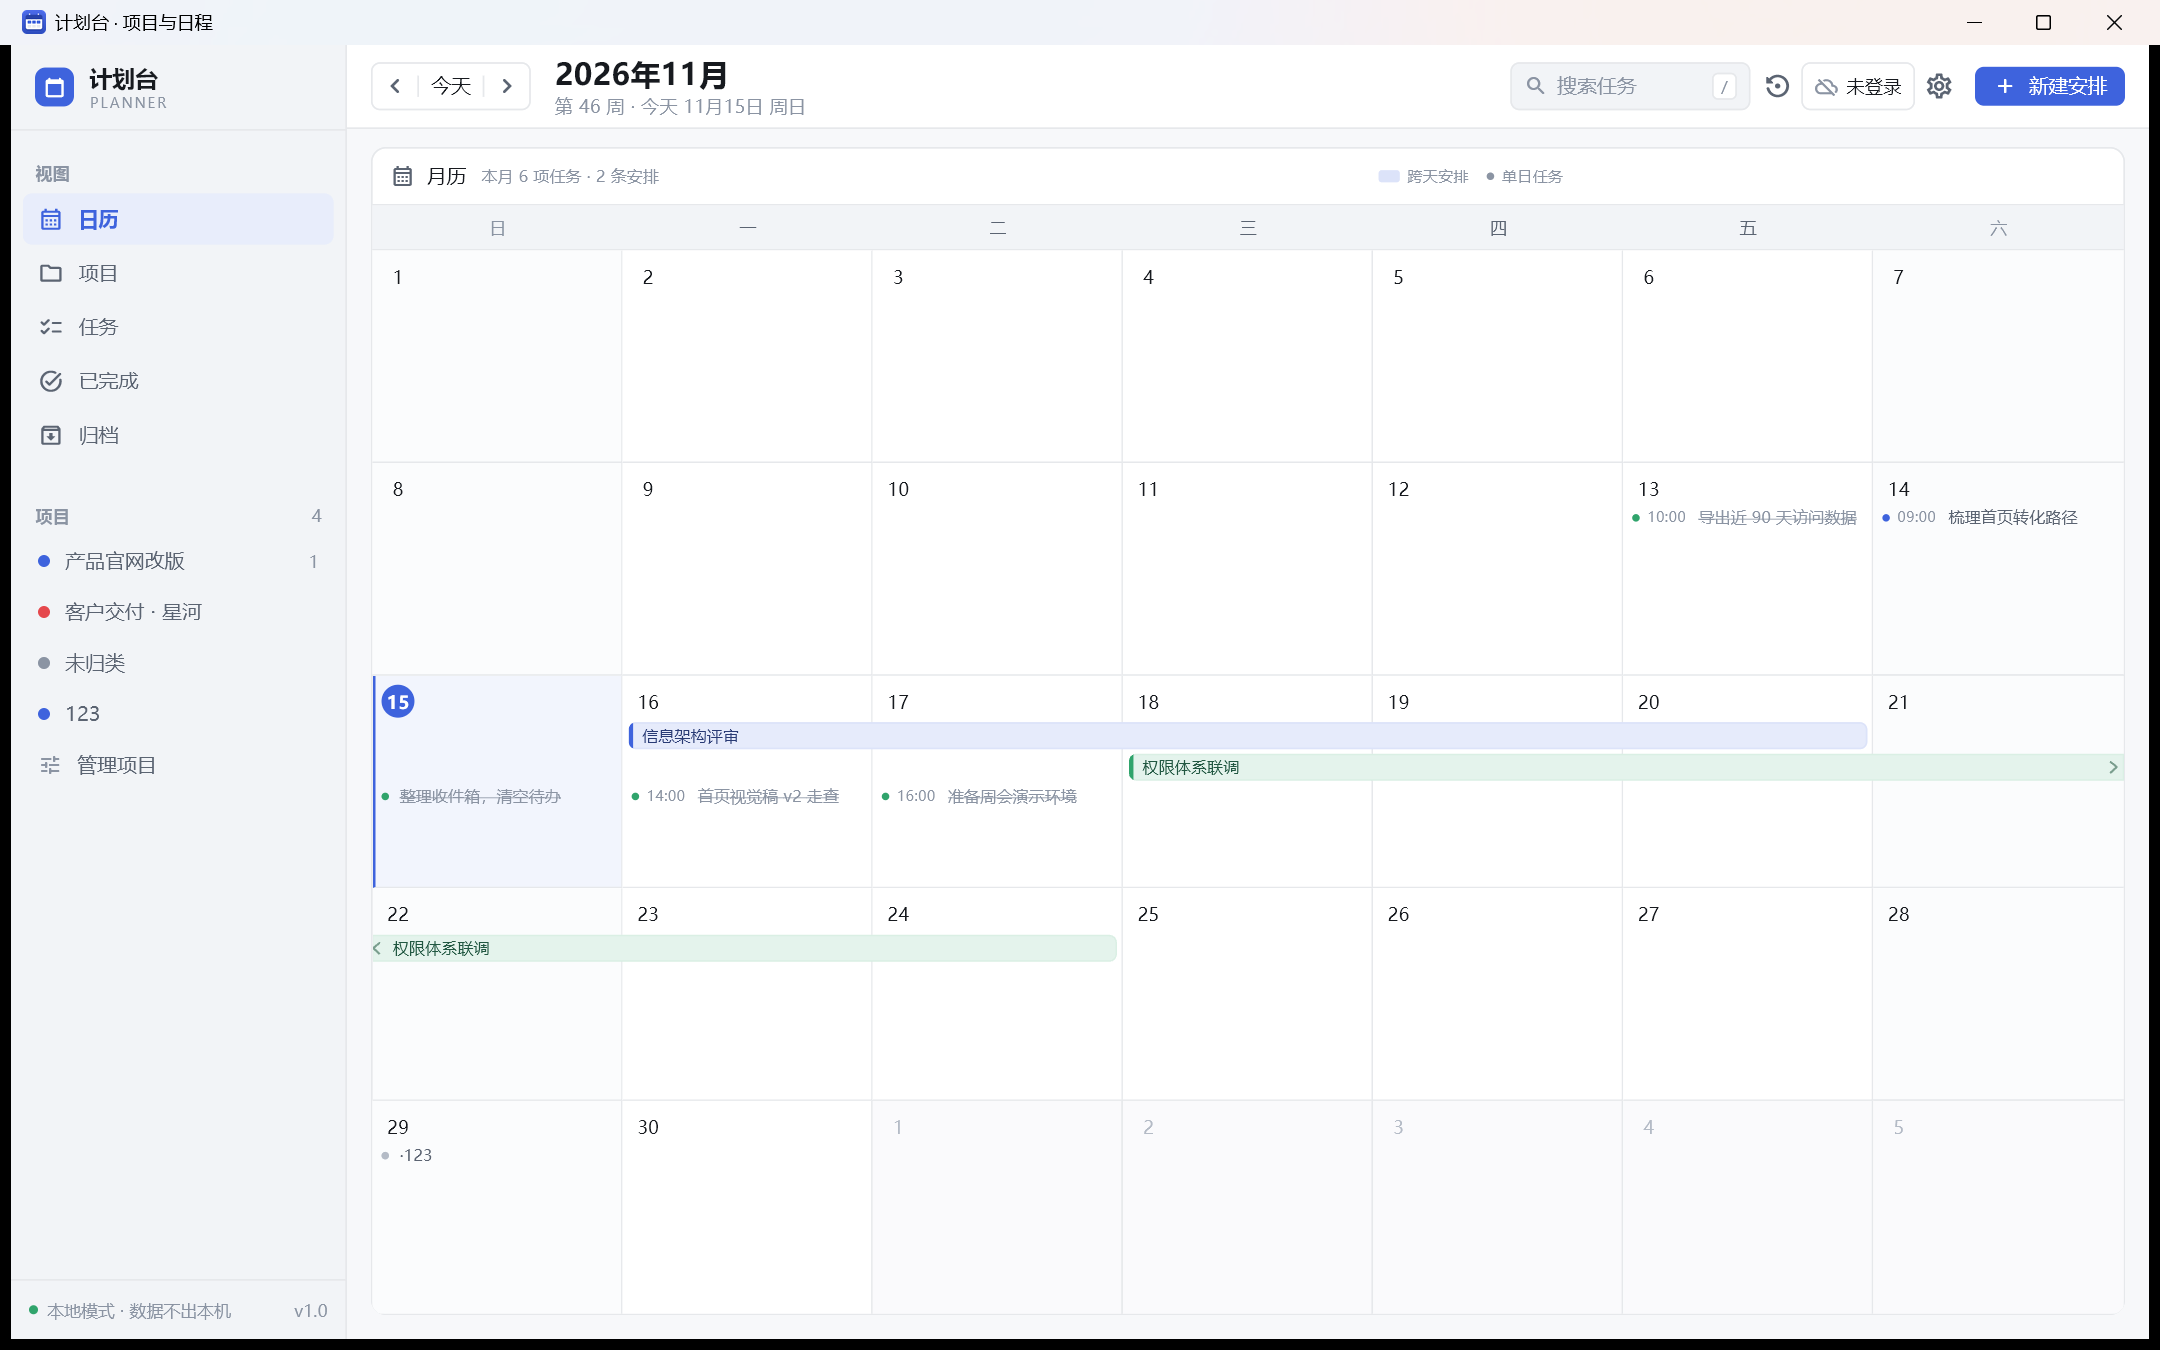 计划台 · 项目与日程
计划台
PLANNER
视图
日历
项目
任务
已完成
归档
项目 4
产品官网改版 1
客户交付 · 星河
未归类
123
管理项目
本地模式 · 数据不出本机 v1.0
今天
2026年11月
第 46 周 · 今天 11月15日 周日
搜索任务 /
未登录
新建安排
月历 本月 6 项任务 · 2 条安排
跨天安排 单日任务
日 一 二 三 四 五 六
1 2 3 4 5 6 7
8 9 10 11 12 13 14
10:00 导出近 90 天访问数据
09:00 梳理首页转化路径
15 16 17 18 19 20 21
信息架构评审
权限体系联调
整理收件箱，清空待办
14:00 首页视觉稿 v2 走查
16:00 准备周会演示环境
22 23 24 25 26 27 28
权限体系联调
29 30 1 2 3 4 5
·123